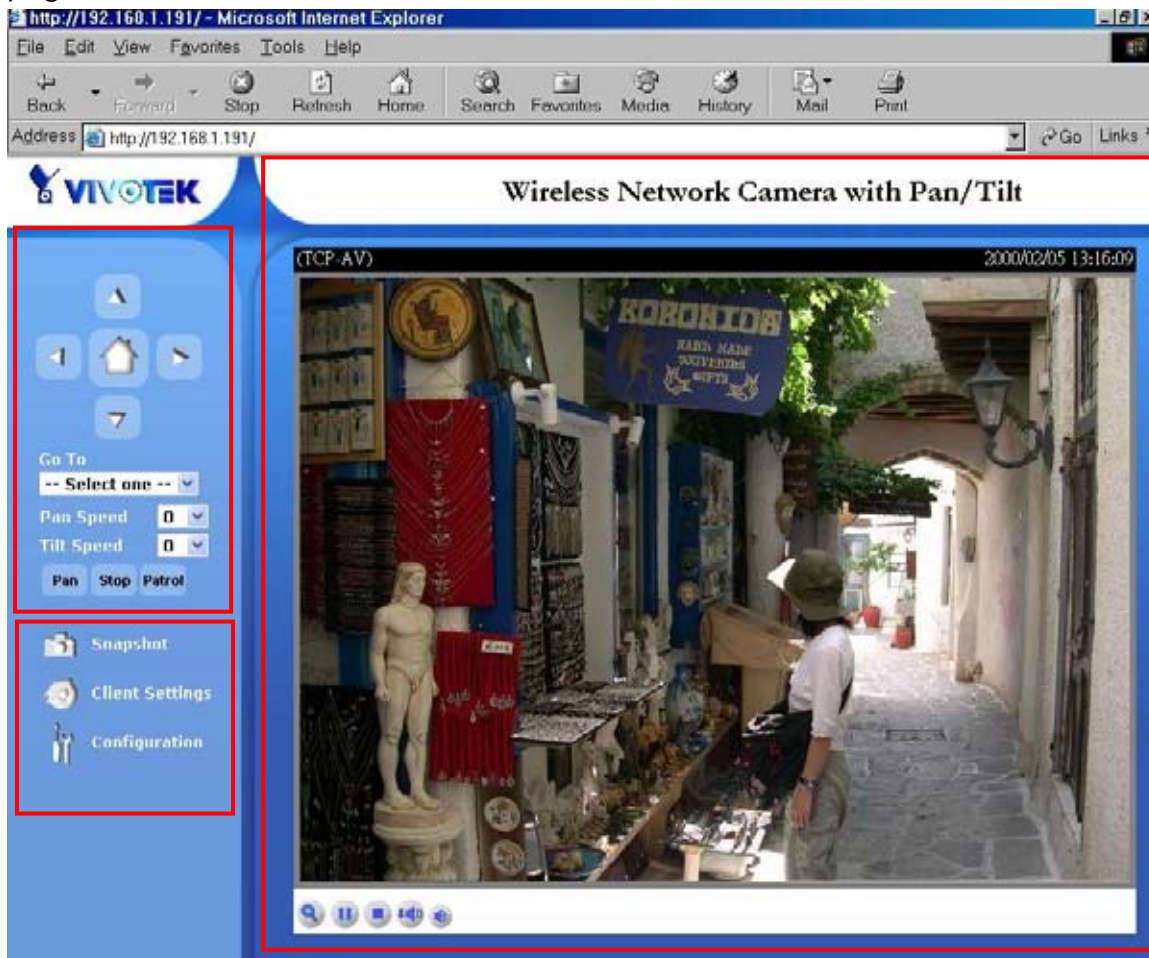 http://192.168.1.191/ - Microsoft Internet Explorer
File Edit View Favorites Tools Help
Back Forward Stop Refresh Home Search Favorites Media History Mail Print
Address http://192.168.1.191/ Go Links
VIVOTEK
Wireless Network Camera with Pan/Tilt
(TCP-AV) 2000/02/05 13:16:09
Go To
-- Select one --
Pan Speed 0
Tilt Speed 0
Pan Stop Patrol
Snapshot
Client Settings
Configuration
HAND MADE
SOUVENIRS
GIFTS